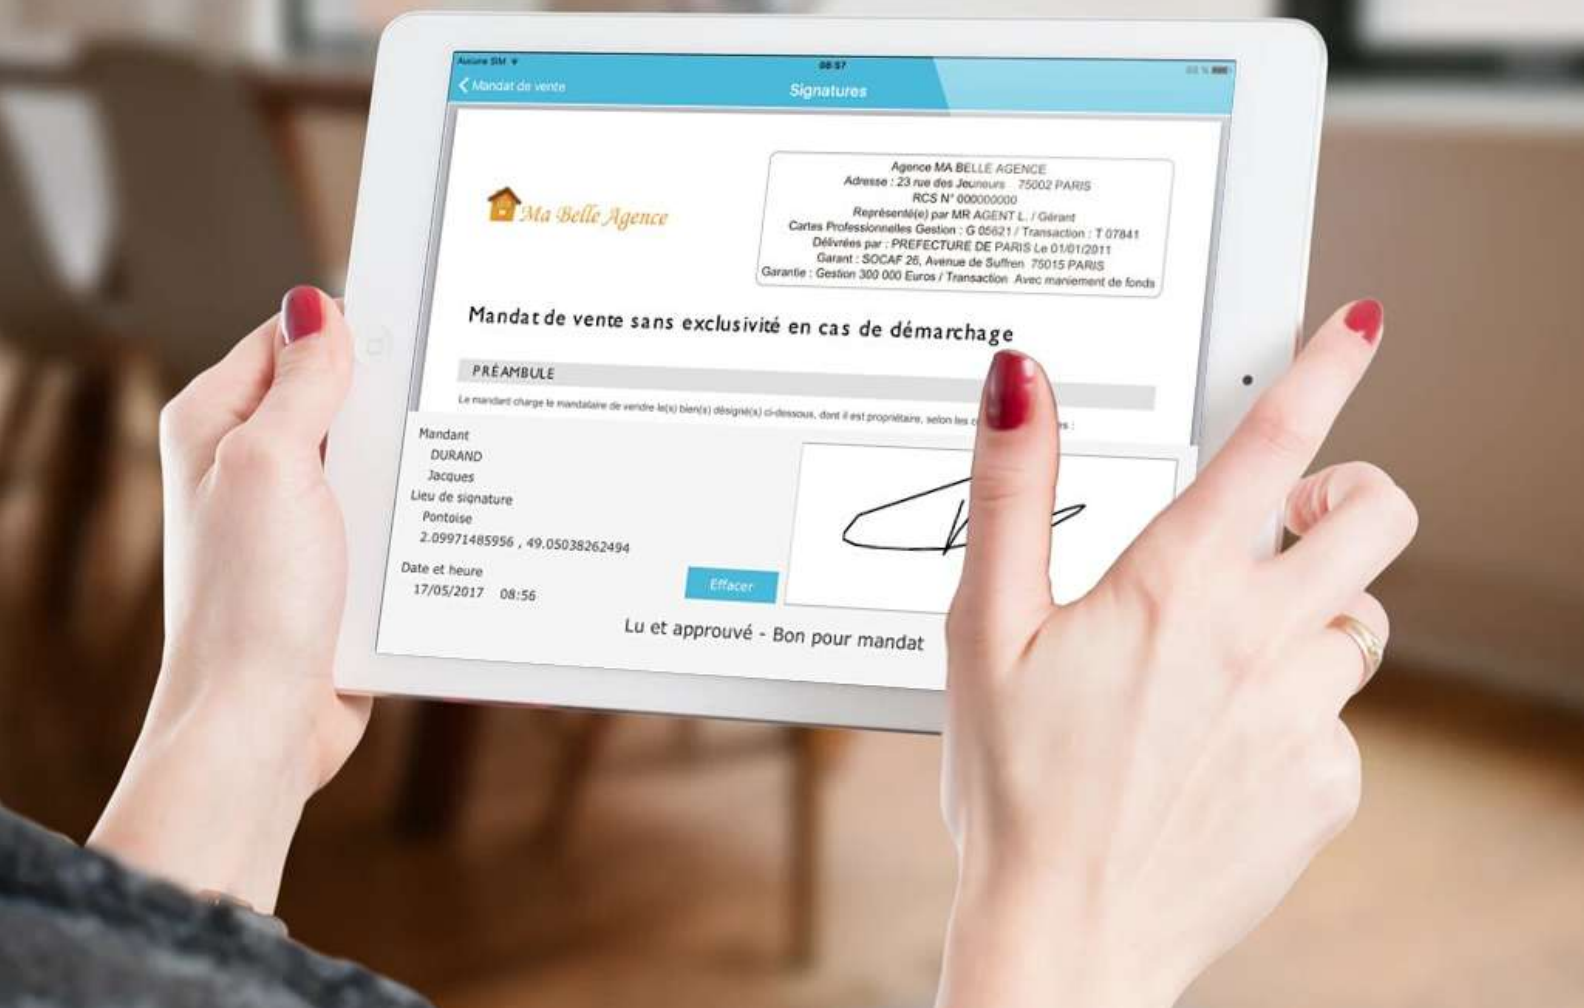 Aucune SIM
08:57
Mandat de vente
Signatures
Ma Belle Agence
Agence MA BELLE AGENCE
Adresse : 23 rue des Jeuneurs 75002 PARIS
RCS N° 000000000
Représenté(e) par MR AGENT L. / Gérant
Cartes Professionnelles Gestion : G 05621 / Transaction : T 07841
Délivrées par : PREFECTURE DE PARIS Le 01/01/2011
Garant : SOCAF 26, Avenue de Suffren 75015 PARIS
Garantie : Gestion 300 000 Euros / Transaction Avec maniement de fonds
Mandat de vente sans exclusivité en cas de démarchage
PRÉAMBULE
Le mandant charge le mandataire de vendre le(s) bien(s) désigné(s) ci-dessous, dont il est propriétaire, selon les
Mandant
DURAND
Jacques
Lieu de signature
Pontoise
2.09971485956 , 49.05038262494
Date et heure
17/05/2017 08:56
Effacer
Lu et approuvé - Bon pour mandat